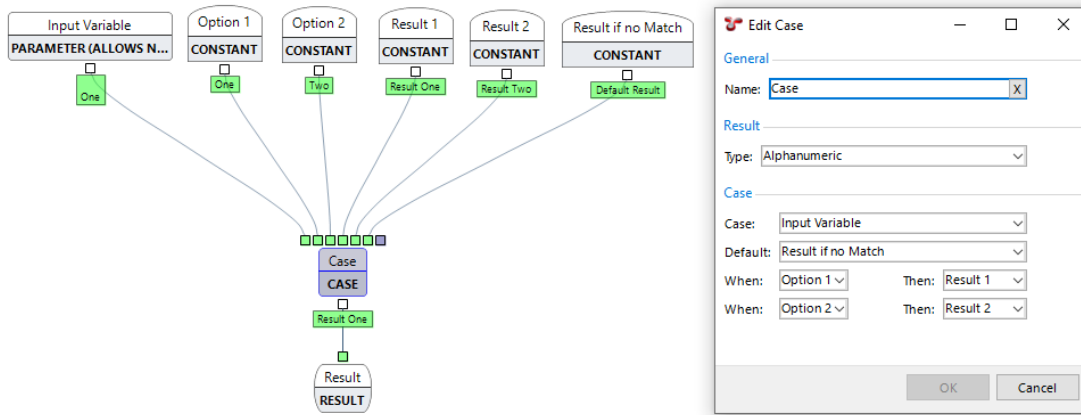 Input Variable
PARAMETER (ALLOWS N...
One
Option 1
CONSTANT
One
Option 2
CONSTANT
Two
Result 1
CONSTANT
Result One
Result 2
CONSTANT
Result Two
Result if no Match
CONSTANT
Default Result
Case
CASE
Result One
Result
RESULT
Edit Case
General
Name: Case X
Result
Type: Alphanumeric
Case
Case: Input Variable
Default: Result if no Match
When: Option 1 Then: Result 1
When: Option 2 Then: Result 2
OK Cancel